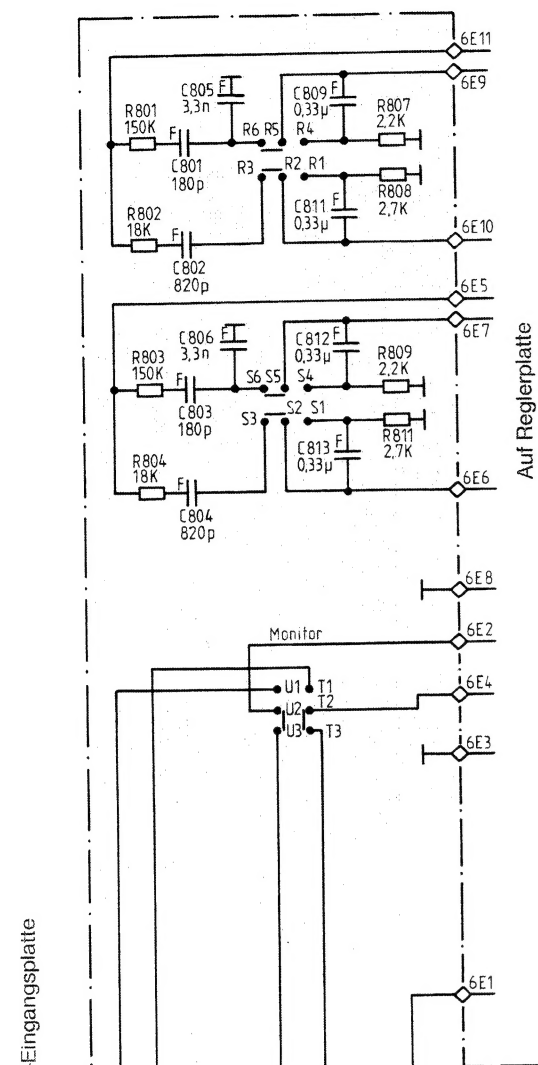 6E11
6E9
C805
3,3n
F
C809
0,33µ
F
R807
2,2K
R801
150K
F
C801
180p
R6 R5 R4
R3 R2 R1
R808
2,7K
C811
0,33µ
F
R802
18K
F
C802
820p
6E10
6E5
6E7
C806
3,3n
F
C812
0,33µ
F
R809
2,2K
R803
150K
F
C803
180p
S6 S5 S4
S3 S2 S1
R811
2,7K
C813
0,33µ
F
R804
18K
F
C804
820p
6E6
Auf Reglerplatte
6E8
Monitor
6E2
U1 T1
U2 T2
U3 T3
6E4
6E3
6E1
-Eingangsplatte